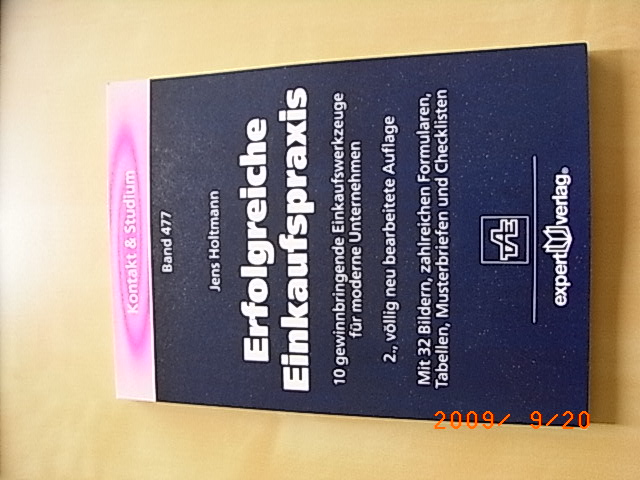 Kontakt & Studium
Band 477
Jens Holtmann
Erfolgreiche
Einkaufspraxis
10 gewinnbringende Einkaufswerkzeuge
für moderne Unternehmen
2., völlig neu bearbeitete Auflage
Mit 32 Bildern, zahlreichen Formularen,
Tabellen, Musterbriefen und Checklisten
TAE
expert verlag®
2009/ 9/20